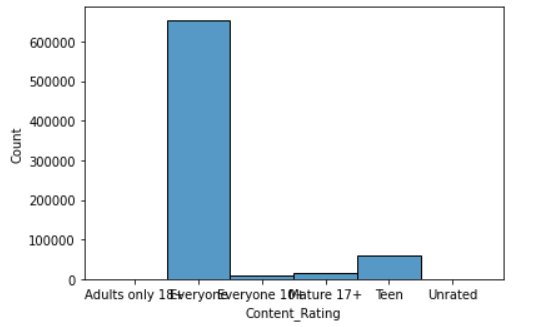 600000
500000
400000
300000
200000
100000
0
Count
Adults only 18+ Everyone Everyone 10+ Mature 17+ Teen Unrated
Content_Rating